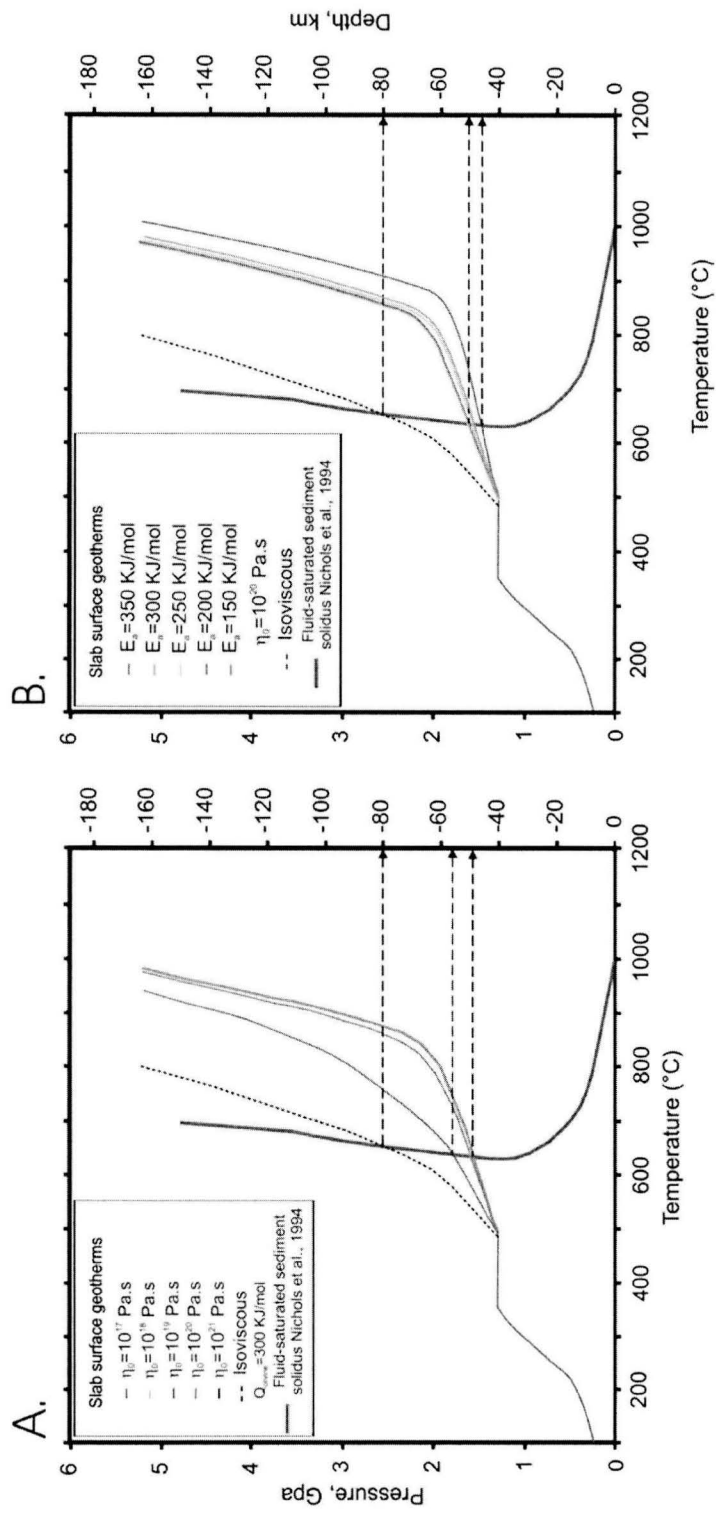 A.
Slab surface geotherms
η₀=10¹⁷ Pa.s
η₀=10¹⁸ Pa.s
η₀=10¹⁹ Pa.s
η₀=10²⁰ Pa.s
η₀=10²¹ Pa.s
Isoviscous
=300 KJ/mol
Fluid-saturated sediment
solidus Nichols et al., 1994
Pressure, Gpa
6
5
4
3
2
1
0
-180
-160
-140
-120
-100
-80
-60
-40
-20
0
200
400
600
800
1000
1200
Temperature (°C)
B.
Slab surface geotherms
Eₐ=350 KJ/mol
Eₐ=300 KJ/mol
Eₐ=250 KJ/mol
Eₐ=200 KJ/mol
Eₐ=150 KJ/mol
η₀=10²⁰ Pa.s
Isoviscous
Fluid-saturated sediment
solidus Nichols et al., 1994
6
5
4
3
2
1
0
-180
-160
-140
-120
-100
-80
-60
-40
-20
0
Depth, km
200
400
600
800
1000
1200
Temperature (°C)